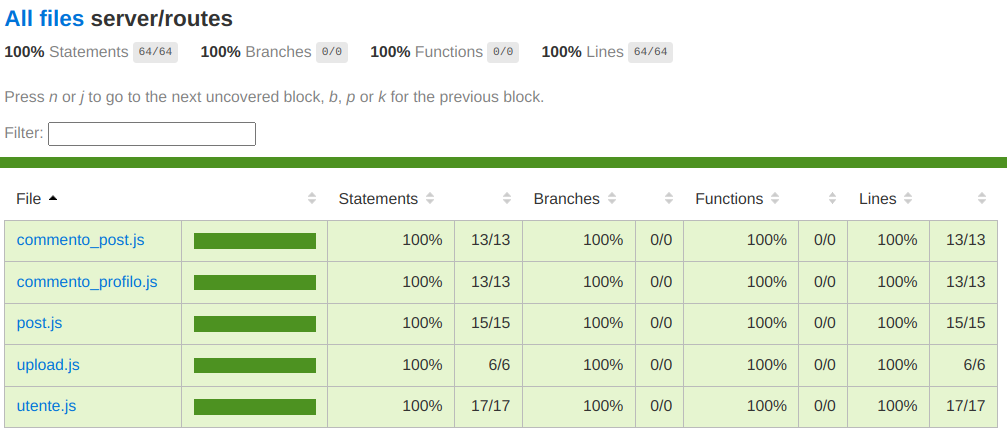 All files server/routes
100% Statements 64/64 100% Branches 0/0 100% Functions 0/0 100% Lines 64/64
Press n or j to go to the next uncovered block, b, p or k for the previous block.
Filter:
File Statements Branches Functions Lines
commento_post.js 100% 13/13 100% 0/0 100% 0/0 100% 13/13
commento_profilo.js 100% 13/13 100% 0/0 100% 0/0 100% 13/13
post.js 100% 15/15 100% 0/0 100% 0/0 100% 15/15
upload.js 100% 6/6 100% 0/0 100% 0/0 100% 6/6
utente.js 100% 17/17 100% 0/0 100% 0/0 100% 17/17